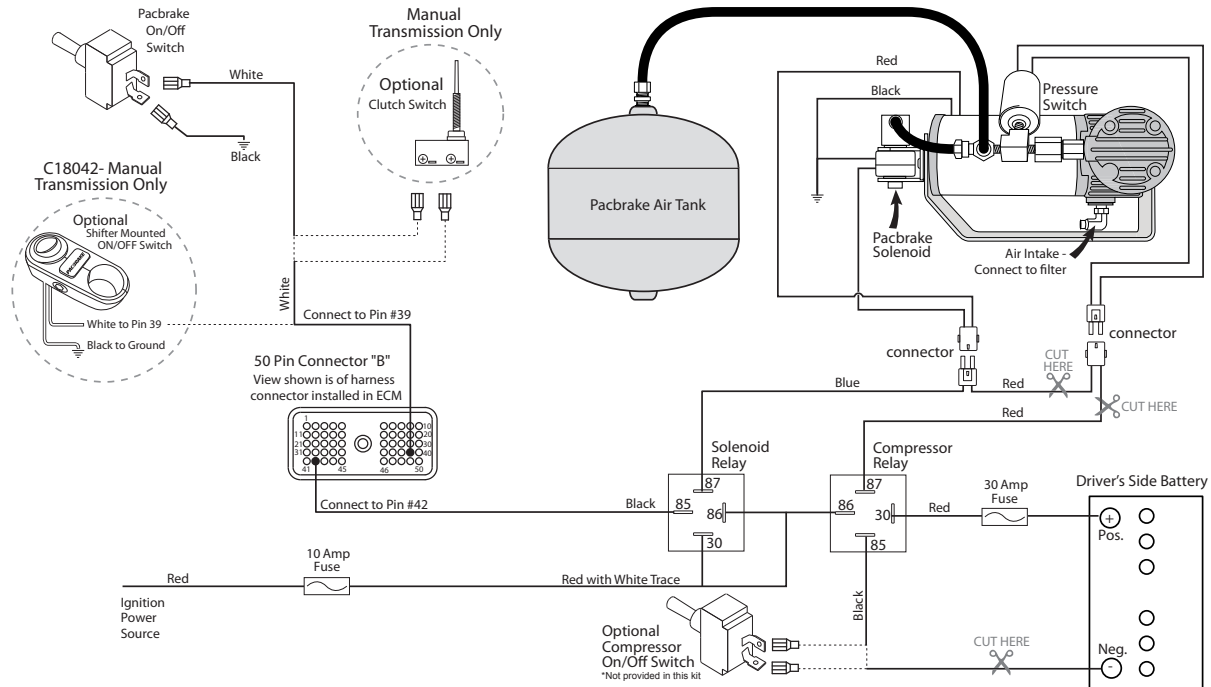 Pacbrake
On/Off
Switch
White
Black
Manual
Transmission Only
Optional
Clutch Switch
C18042- Manual
Transmission Only
Optional
Shifter Mounted
ON/OFF Switch
PACBRAKE
White to Pin 39
Black to Ground
White
Connect to Pin #39
50 Pin Connector "B"
View shown is of harness
connector installed in ECM
1
10
11
20
21
30
31
40
41
45
46
50
Connect to Pin #42
Black
Pacbrake Air Tank
Red
Black
Pressure
Switch
Pacbrake
Solenoid
Air Intake -
Connect to filter
connector
connector
CUT
HERE
Blue
Red
CUT HERE
Red
Solenoid
Relay
87
85
86
30
Compressor
Relay
87
86
30
85
Red
30 Amp
Fuse
Driver's Side Battery
+
Pos.
Neg.
-
10 Amp
Fuse
Red
Red with White Trace
Ignition
Power
Source
Black
Optional
Compressor
On/Off Switch
*Not provided in this kit
CUT HERE